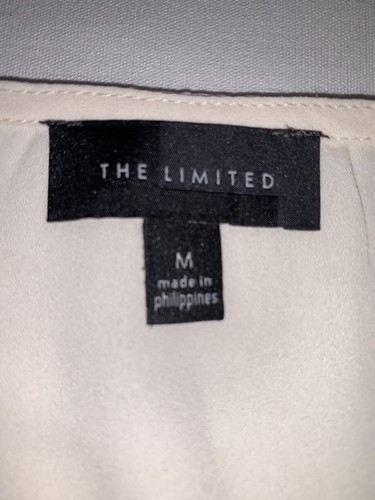 THE LIMITED
M
made in
philippines